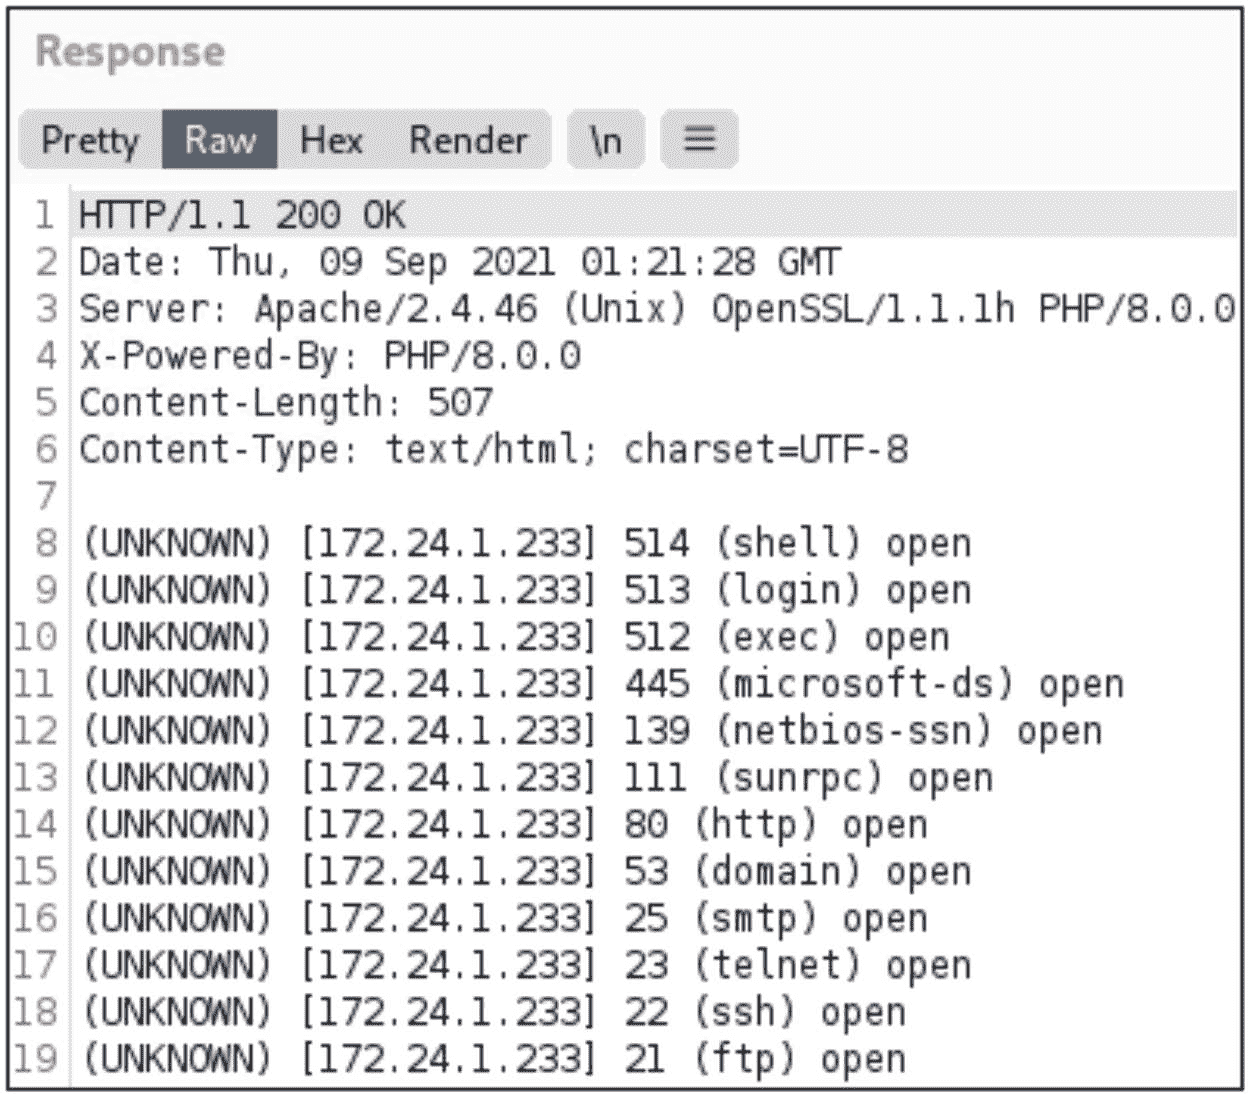 Response
Pretty Raw Hex Render \n ≡
1 HTTP/1.1 200 OK
2 Date: Thu, 09 Sep 2021 01:21:28 GMT
3 Server: Apache/2.4.46 (Unix) OpenSSL/1.1.1h PHP/8.0.0
4 X-Powered-By: PHP/8.0.0
5 Content-Length: 507
6 Content-Type: text/html; charset=UTF-8
7
8 (UNKNOWN) [172.24.1.233] 514 (shell) open
9 (UNKNOWN) [172.24.1.233] 513 (login) open
10 (UNKNOWN) [172.24.1.233] 512 (exec) open
11 (UNKNOWN) [172.24.1.233] 445 (microsoft-ds) open
12 (UNKNOWN) [172.24.1.233] 139 (netbios-ssn) open
13 (UNKNOWN) [172.24.1.233] 111 (sunrpc) open
14 (UNKNOWN) [172.24.1.233] 80 (http) open
15 (UNKNOWN) [172.24.1.233] 53 (domain) open
16 (UNKNOWN) [172.24.1.233] 25 (smtp) open
17 (UNKNOWN) [172.24.1.233] 23 (telnet) open
18 (UNKNOWN) [172.24.1.233] 22 (ssh) open
19 (UNKNOWN) [172.24.1.233] 21 (ftp) open